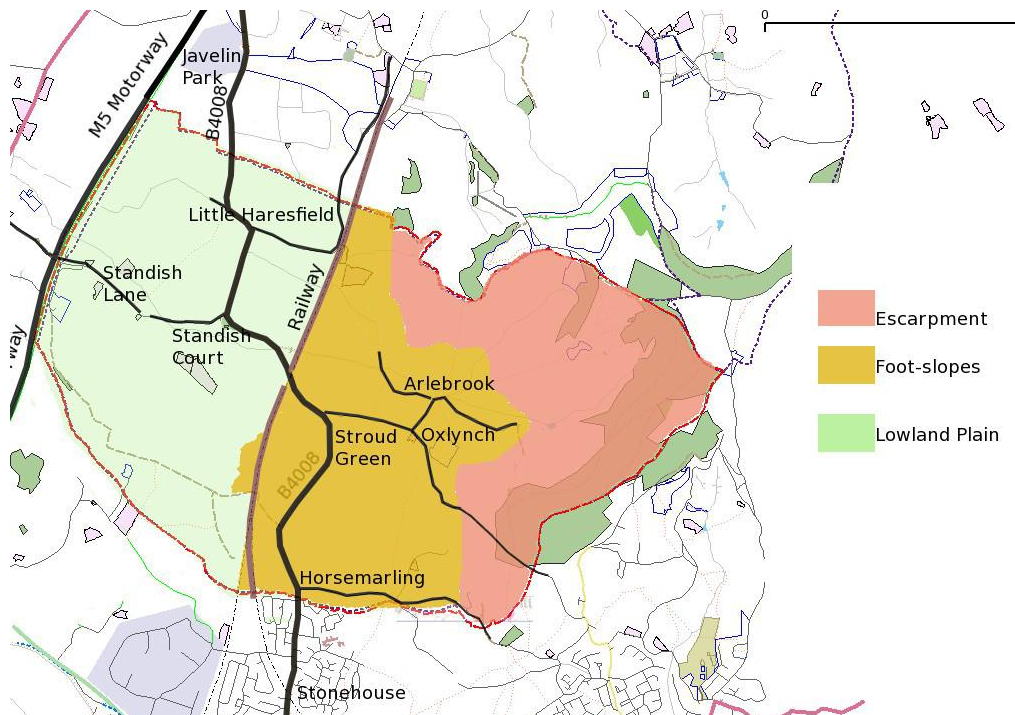 0
Javelin
Park
M5 Motorway
B4008
Little Haresfield
Standish
Lane
Railway
Standish
Court
way
Arlebrook
Stroud
Green
Oxlynch
B4008
Horsemarling
Stonehouse
Escarpment
Foot-slopes
Lowland Plain